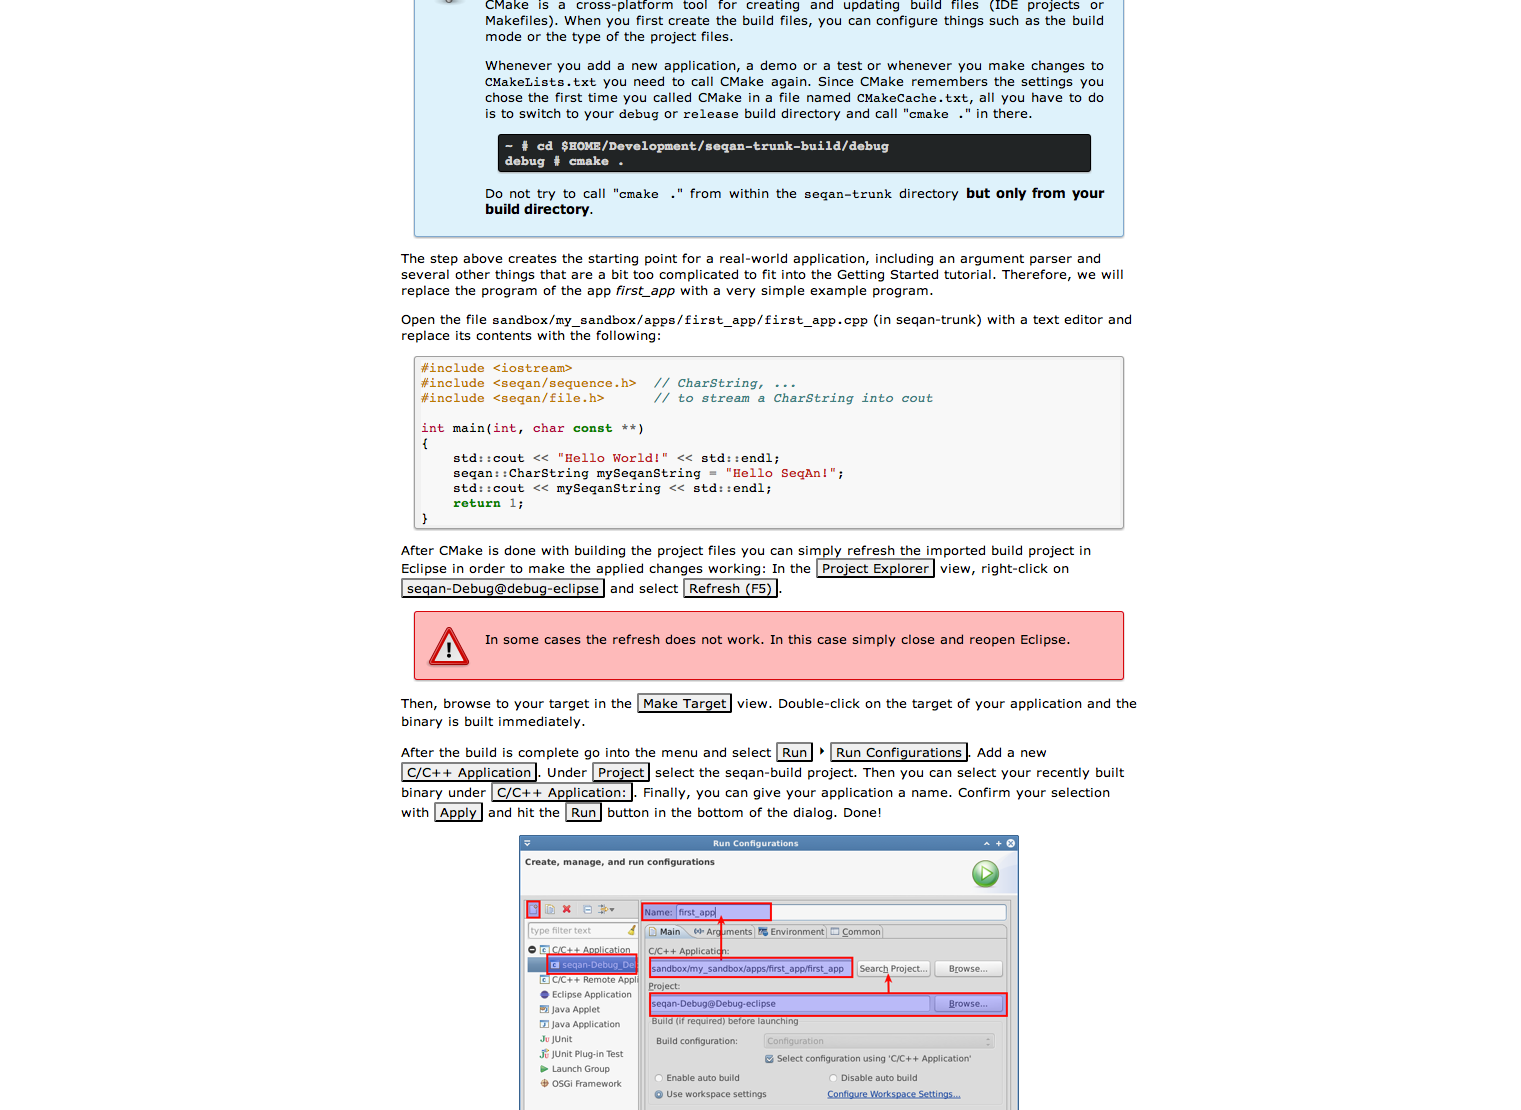 CMake is a cross-platform tool for creating and updating build files (IDE projects or
Makefiles). When you first create the build files, you can configure things such as the build
mode or the type of the project files.
Whenever you add a new application, a demo or a test or whenever you make changes to
CMakeLists.txt you need to call CMake again. Since CMake remembers the settings you
chose the first time you called CMake in a file named CMakeCache.txt, all you have to do
is to switch to your debug or release build directory and call "cmake ." in there.
~ # cd $HOME/Development/seqan-trunk-build/debug
debug # cmake .
Do not try to call "cmake ." from within the seqan-trunk directory but only from your
build directory.
The step above creates the starting point for a real-world application, including an argument parser and
several other things that are a bit too complicated to fit into the Getting Started tutorial. Therefore, we will
replace the program of the app first_app with a very simple example program.
Open the file sandbox/my_sandbox/apps/first_app/first_app.cpp (in seqan-trunk) with a text editor and
replace its contents with the following:
#include <iostream>
#include <seqan/sequence.h>  // CharString, ...
#include <seqan/file.h>      // to stream a CharString into cout
int main(int, char const **)
{
    std::cout << "Hello World!" << std::endl;
    seqan::CharString mySeqanString = "Hello SeqAn!";
    std::cout << mySeqanString << std::endl;
    return 1;
}
After CMake is done with building the project files you can simply refresh the imported build project in
Eclipse in order to make the applied changes working: In the Project Explorer view, right-click on
seqan-Debug@debug-eclipse and select Refresh (F5).
In some cases the refresh does not work. In this case simply close and reopen Eclipse.
Then, browse to your target in the Make Target view. Double-click on the target of your application and the
binary is built immediately.
After the build is complete go into the menu and select Run ‣ Run Configurations. Add a new
C/C++ Application. Under Project select the seqan-build project. Then you can select your recently built
binary under C/C++ Application:. Finally, you can give your application a name. Confirm your selection
with Apply and hit the Run button in the bottom of the dialog. Done!
Run Configurations
Create, manage, and run configurations
Name: first_app
type filter text
Main Arguments Environment Common
C/C++ Application
C/C++ Application:
seqan-Debug_De
sandbox/my_sandbox/apps/first_app/first_app Search Project... Browse...
C/C++ Remote Appli
Project:
Eclipse Application
seqan-Debug@Debug-eclipse Browse...
Java Applet
Build (if required) before launching
Java Application
JUnit
Build configuration: Configuration
JUnit Plug-in Test
Select configuration using 'C/C++ Application'
Launch Group
Enable auto build Disable auto build
OSGi Framework
Use workspace settings Configure Workspace Settings...